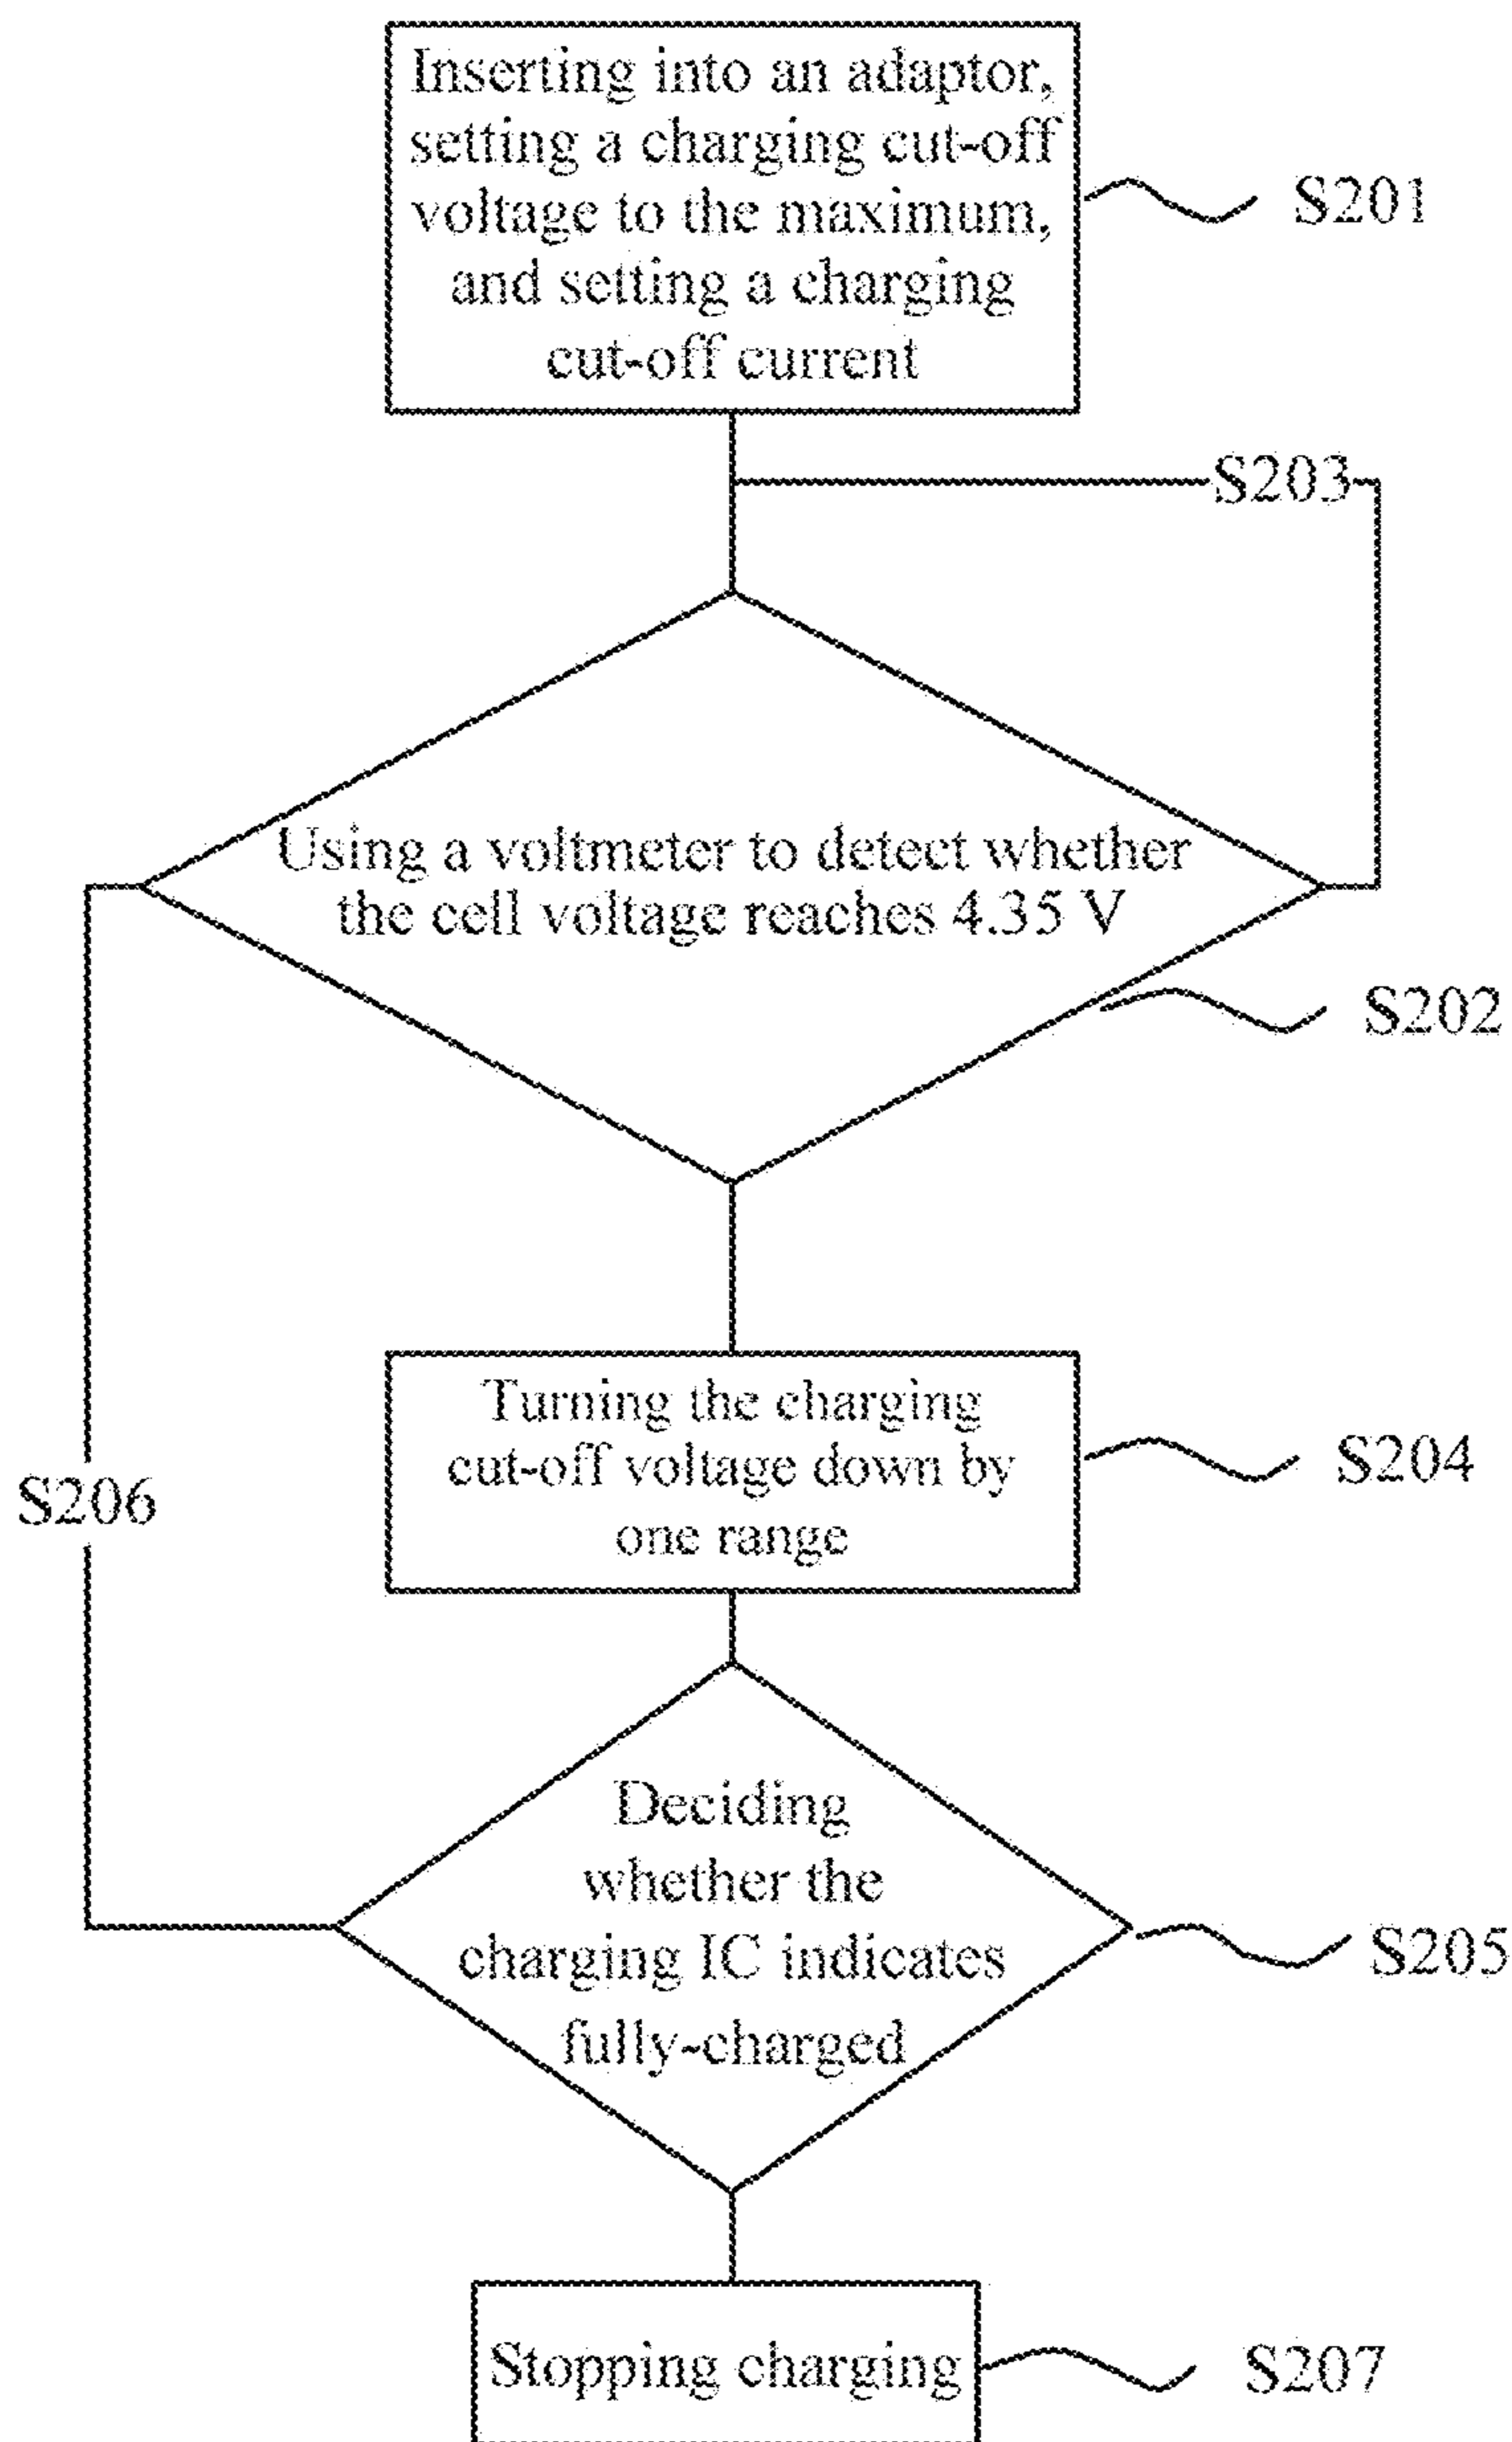 Inserting into an adaptor,
setting a charging cut-off
voltage to the maximum,
and setting a charging
cut-off current
S201
S203
Using a voltmeter to detect whether
the cell voltage reaches 4.35 V
S202
Turning the charging
cut-off voltage down by
one range
S204
S206
Deciding
whether the
charging IC indicates
fully-charged
S205
Stopping charging
S207